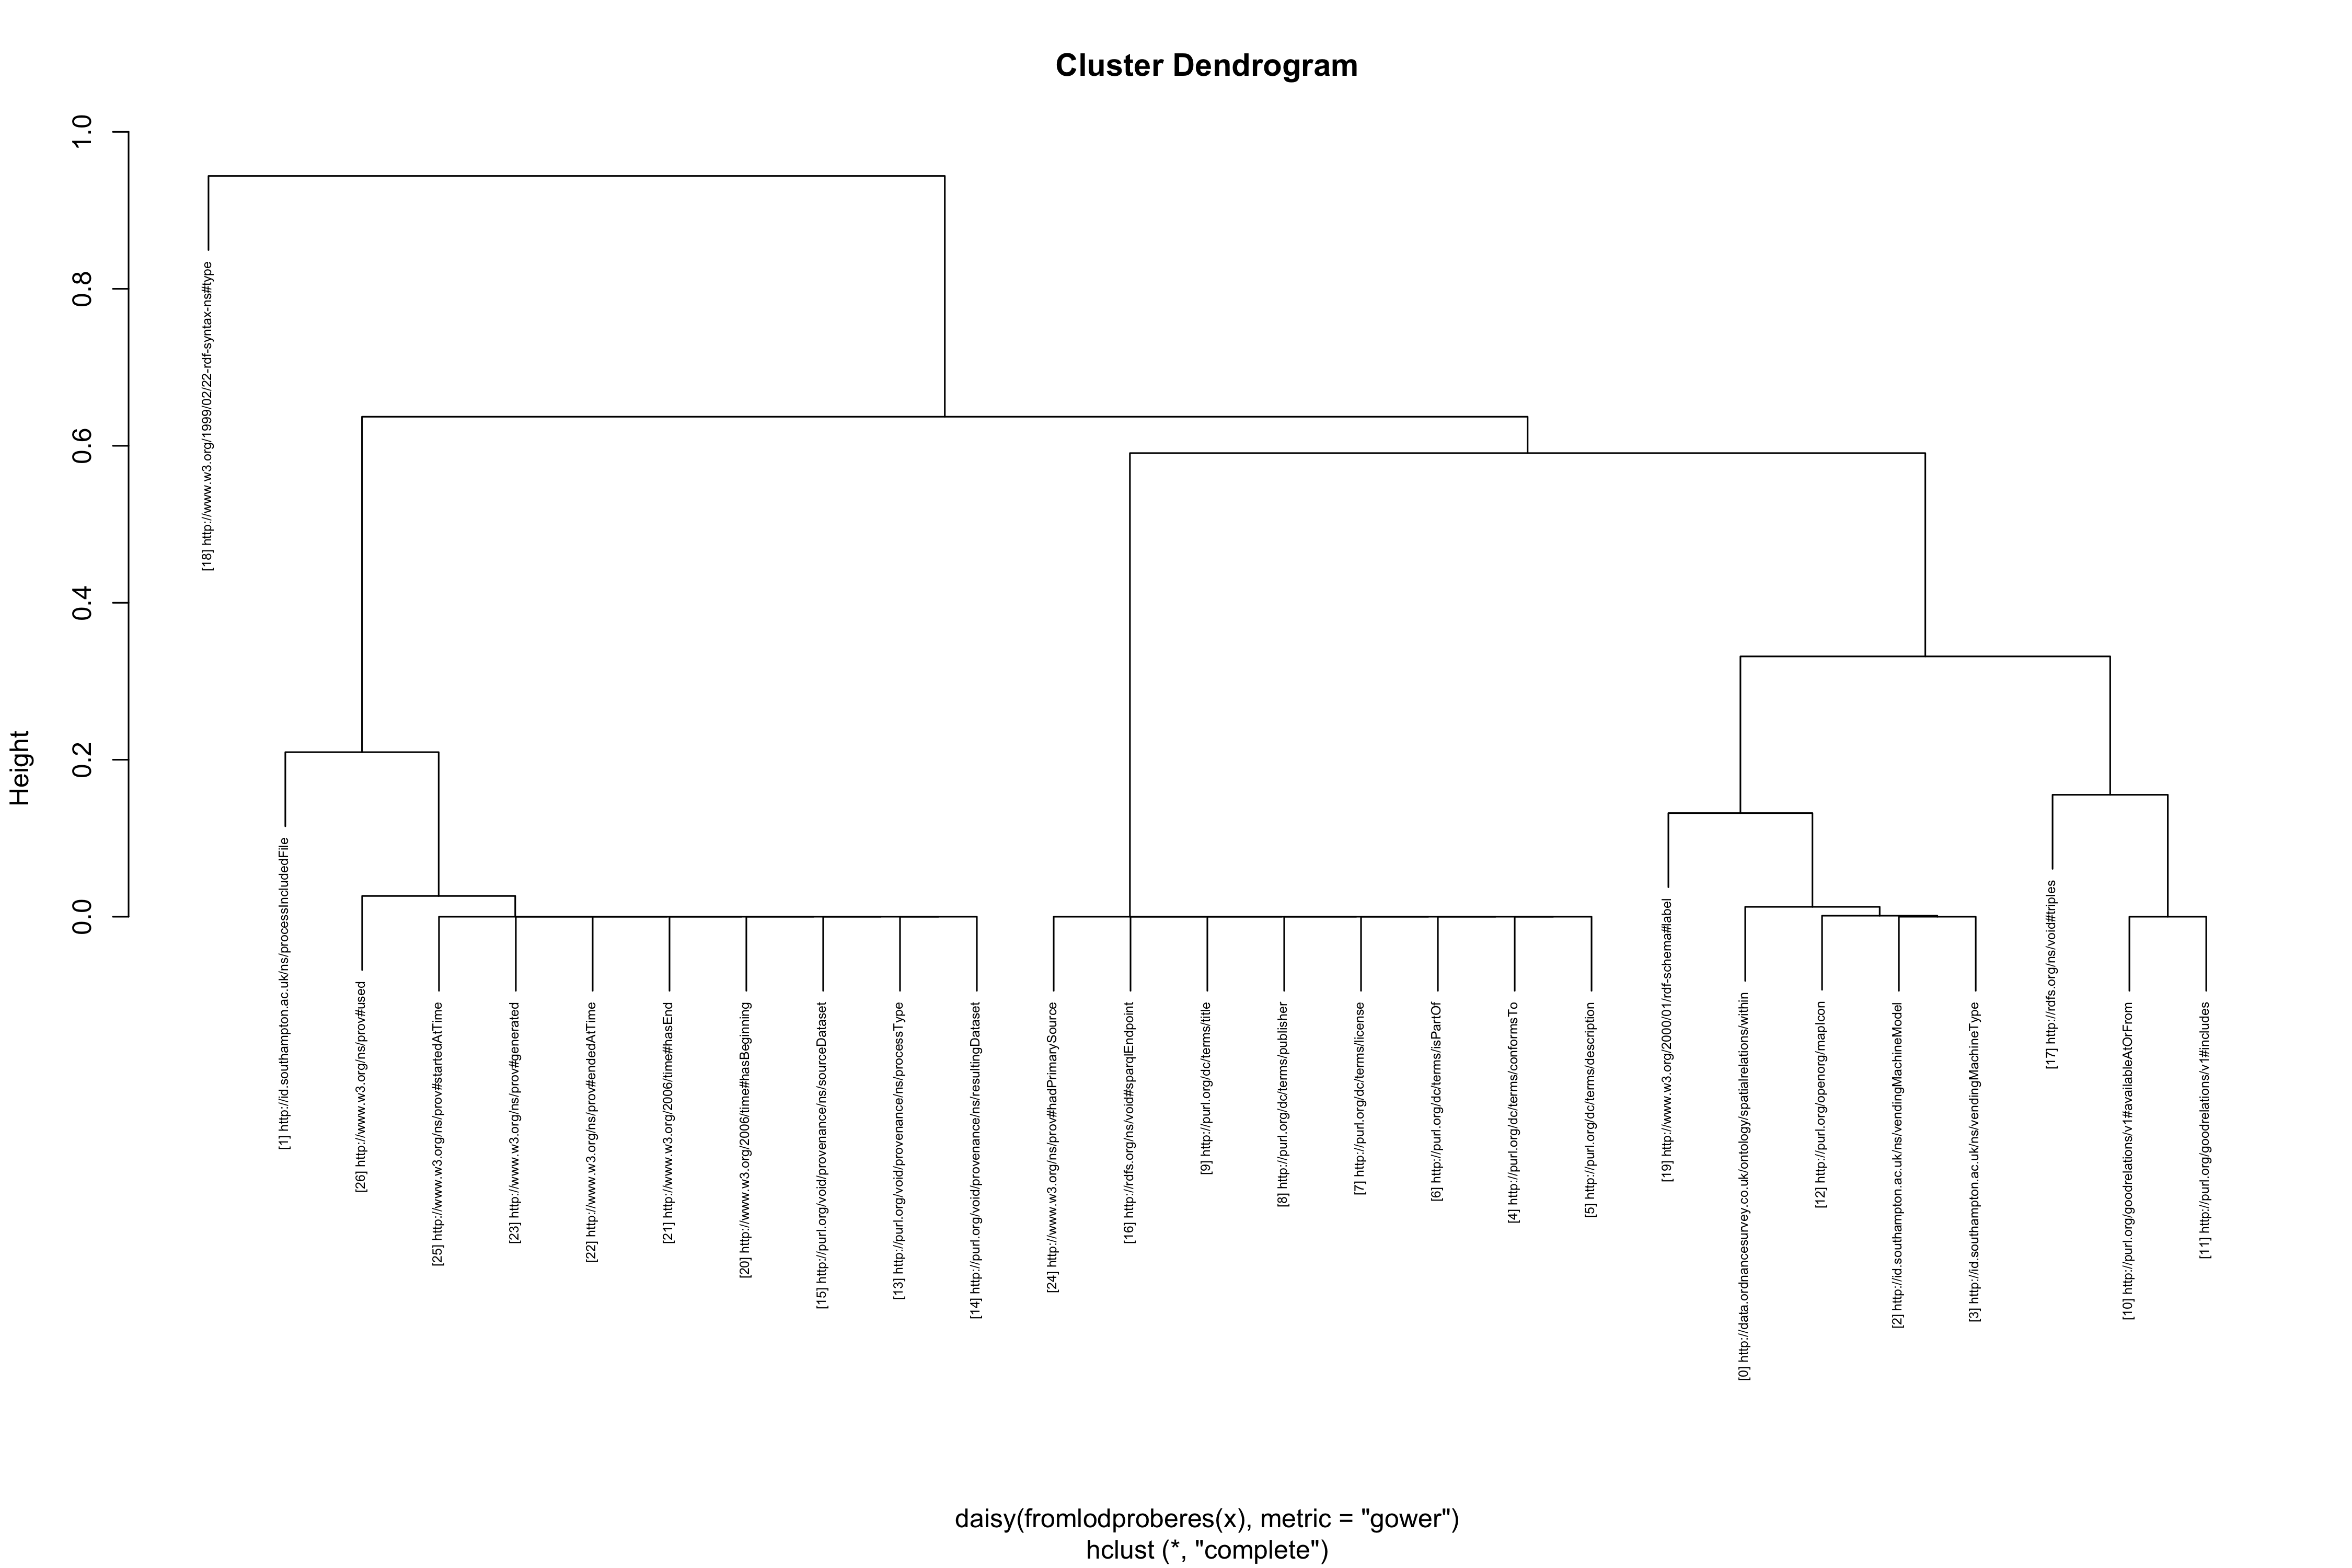 Cluster Dendrogram
Height
1.0
0.8
0.6
0.4
0.2
0.0
[18] http://www.w3.org/1999/02/22-rdf-syntax-ns#type
[1] http://id.southampton.ac.uk/ns/processIncludedFile
[26] http://www.w3.org/ns/prov#used
[25] http://www.w3.org/ns/prov#startedAtTime
[23] http://www.w3.org/ns/prov#generated
[22] http://www.w3.org/ns/prov#endedAtTime
[21] http://www.w3.org/2006/time#hasEnd
[20] http://www.w3.org/2006/time#hasBeginning
[15] http://purl.org/void/provenance/ns/sourceDataset
[13] http://purl.org/void/provenance/ns/processType
[14] http://purl.org/void/provenance/ns/resultingDataset
[24] http://www.w3.org/ns/prov#hadPrimarySource
[16] http://rdfs.org/ns/void#sparqlEndpoint
[9] http://purl.org/dc/terms/title
[8] http://purl.org/dc/terms/publisher
[7] http://purl.org/dc/terms/license
[6] http://purl.org/dc/terms/isPartOf
[4] http://purl.org/dc/terms/conformsTo
[5] http://purl.org/dc/terms/description
[19] http://www.w3.org/2000/01/rdf-schema#label
[0] http://data.ordnancesurvey.co.uk/ontology/spatialrelations/within
[12] http://purl.org/openorg/mapIcon
[2] http://id.southampton.ac.uk/ns/vendingMachineModel
[3] http://id.southampton.ac.uk/ns/vendingMachineType
[17] http://rdfs.org/ns/void#triples
[10] http://purl.org/goodrelations/v1#availableAtOrFrom
[11] http://purl.org/goodrelations/v1#includes
daisy(fromlodproberes(x), metric = "gower")
hclust (*, "complete")